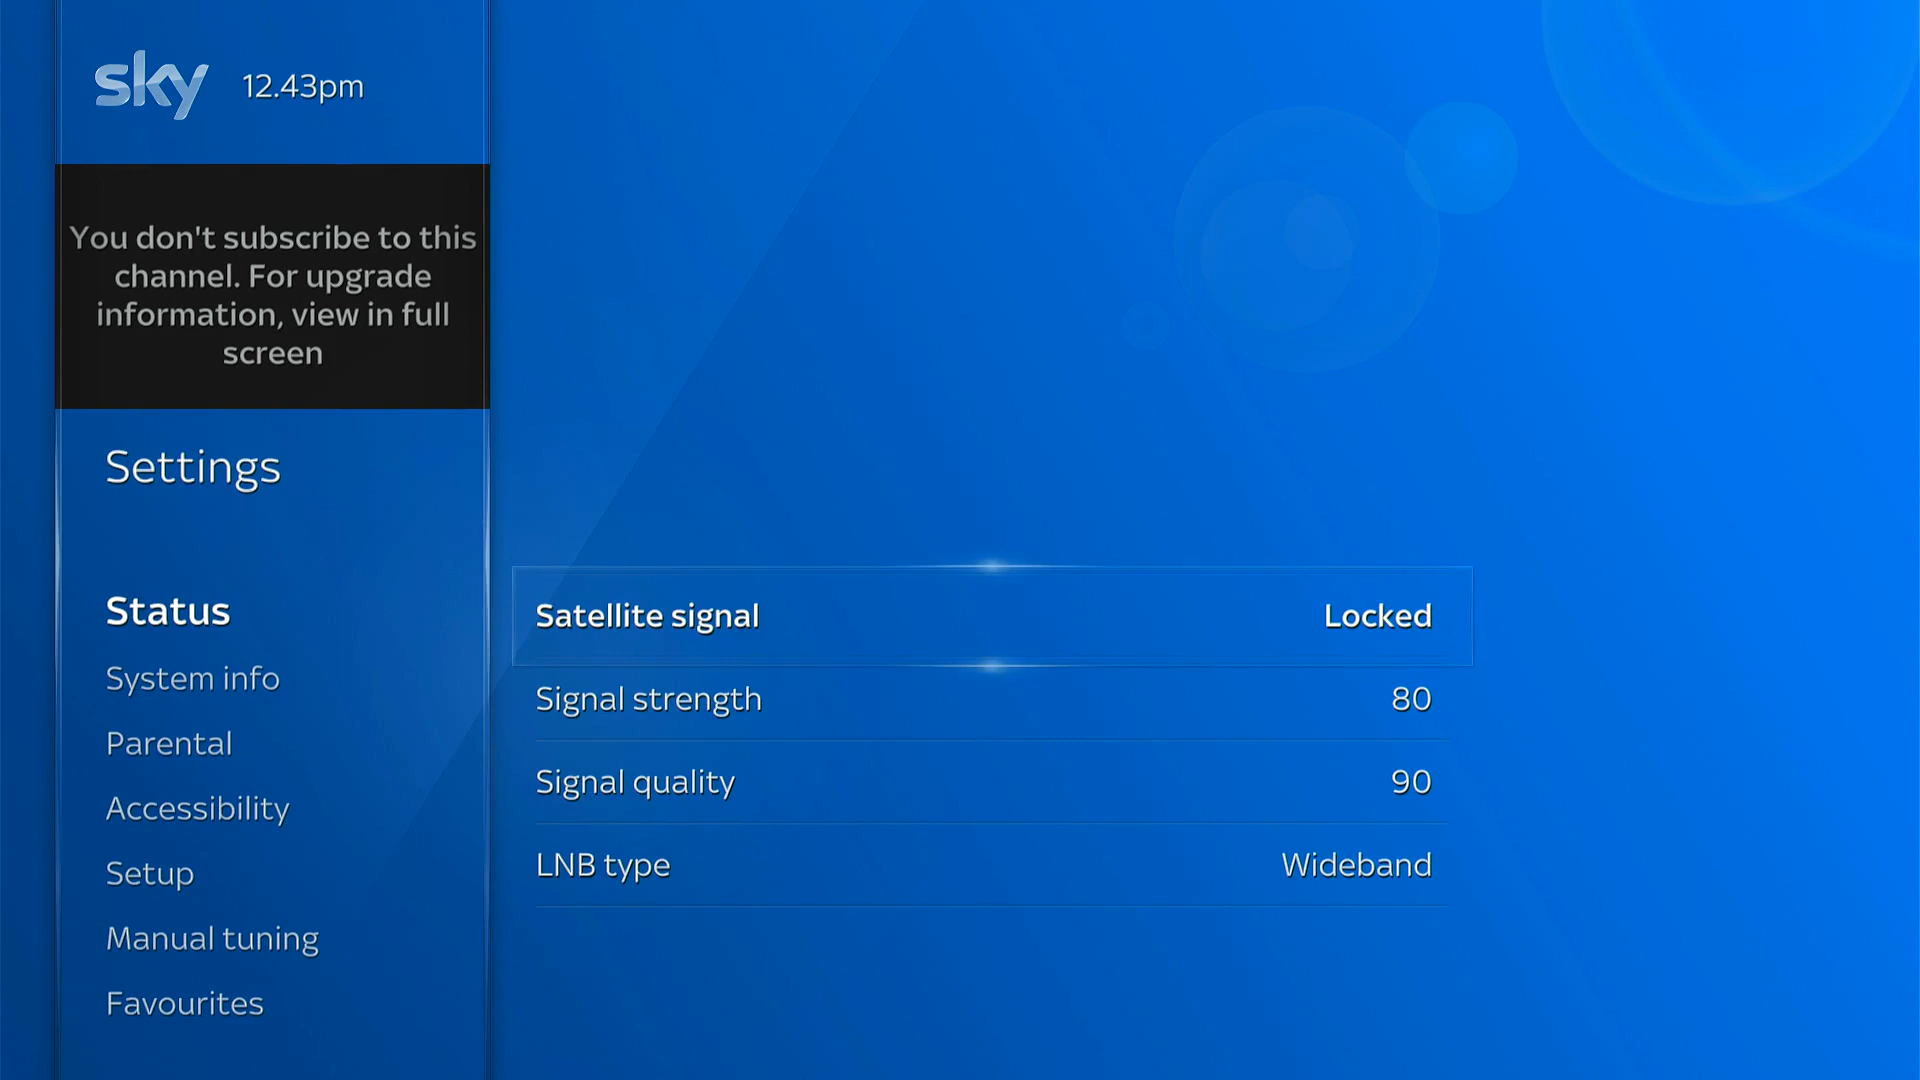 sky 12.43pm
You don't subscribe to this
channel. For upgrade
information, view in full
screen
Settings
Status
System info
Parental
Accessibility
Setup
Manual tuning
Favourites
Satellite signal Locked
Signal strength 80
Signal quality 90
LNB type Wideband